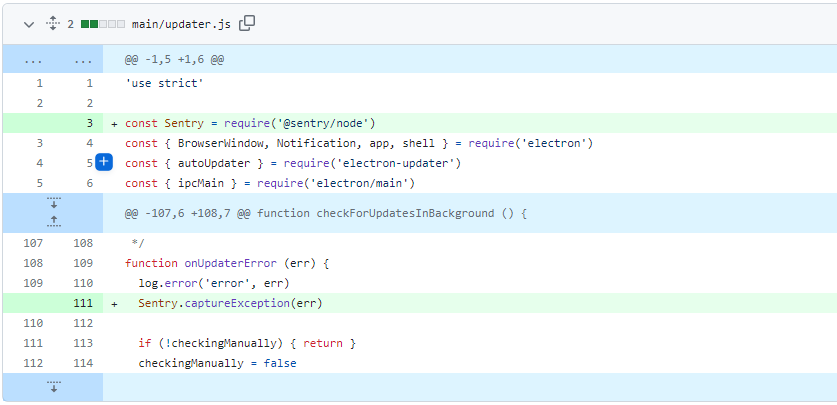 2 main/updater.js
... ... @@ -1,5 +1,6 @@
1 1 'use strict'
2 2
3 + const Sentry = require('@sentry/node')
3 4 const { BrowserWindow, Notification, app, shell } = require('electron')
4 5 + const { autoUpdater } = require('electron-updater')
5 6 const { ipcMain } = require('electron/main')
@@ -107,6 +108,7 @@ function checkForUpdatesInBackground () {
107 108 */
108 109 function onUpdaterError (err) {
109 110 log.error('error', err)
111 + Sentry.captureException(err)
110 112
111 113 if (!checkingManually) { return }
112 114 checkingManually = false